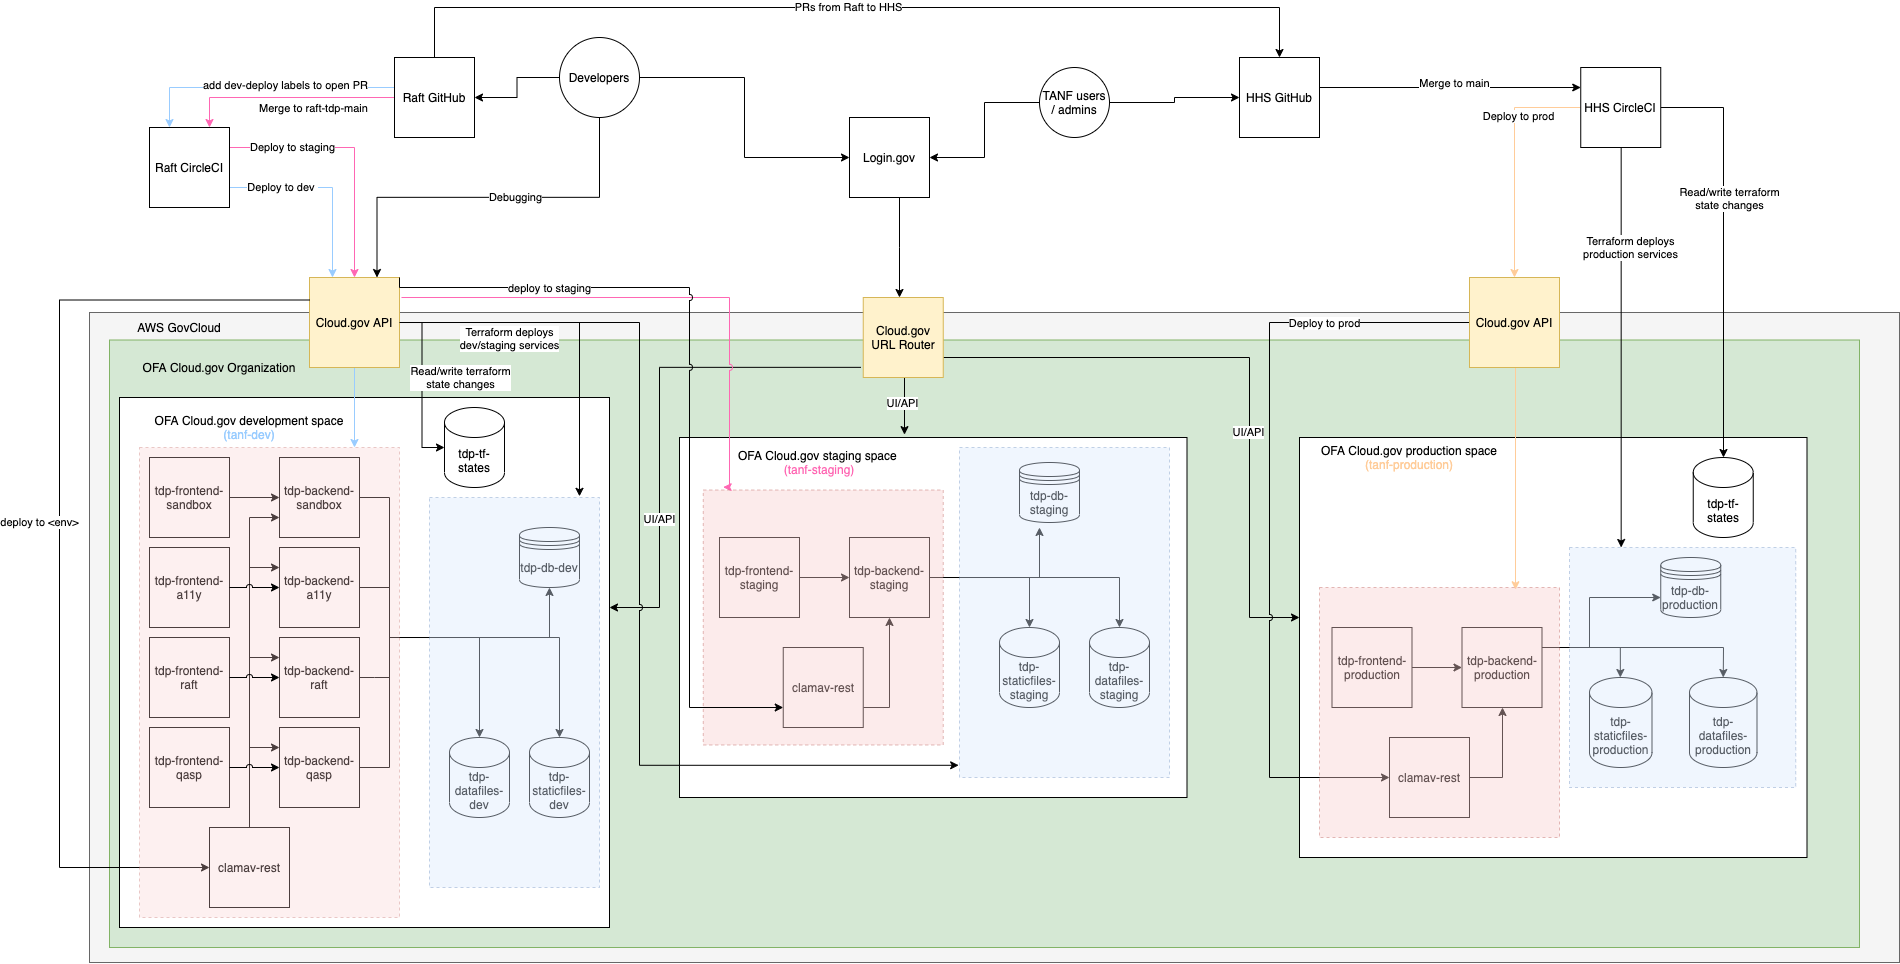 PRs from Raft to HHS
add dev-deploy labels to open PR
Merge to raft-tdp-main
Raft GitHub
Developers
TANF users
/ admins
HHS GitHub
Merge to main
HHS CircleCI
Deploy to prod
Raft CircleCI
Deploy to staging
Deploy to dev
Debugging
Login.gov
Read/write terraform
state changes
Terraform deploys
production services
deploy to staging
AWS GovCloud
Cloud.gov API
Terraform deploys
dev/staging services
Cloud.gov
URL Router
Deploy to prod
Cloud.gov API
OFA Cloud.gov Organization
Read/write terraform
state changes
UI/API
UI/API
UI/API
deploy to <env>
OFA Cloud.gov development space
(tanf-dev)
tdp-tf-
states
tdp-frontend-
sandbox
tdp-backend-
sandbox
tdp-frontend-
a11y
tdp-backend-
a11y
tdp-frontend-
raft
tdp-backend-
raft
tdp-frontend-
qasp
tdp-backend-
qasp
clamav-rest
tdp-db-dev
tdp-
datafiles-
dev
tdp-
staticfiles-
dev
OFA Cloud.gov staging space
(tanf-staging)
tdp-frontend-
staging
tdp-backend-
staging
clamav-rest
tdp-db-
staging
tdp-
staticfiles-
staging
tdp-
datafiles-
staging
OFA Cloud.gov production space
(tanf-production)
tdp-tf-
states
tdp-frontend-
production
tdp-backend-
production
clamav-rest
tdp-db-
production
tdp-
staticfiles-
production
tdp-
datafiles-
production